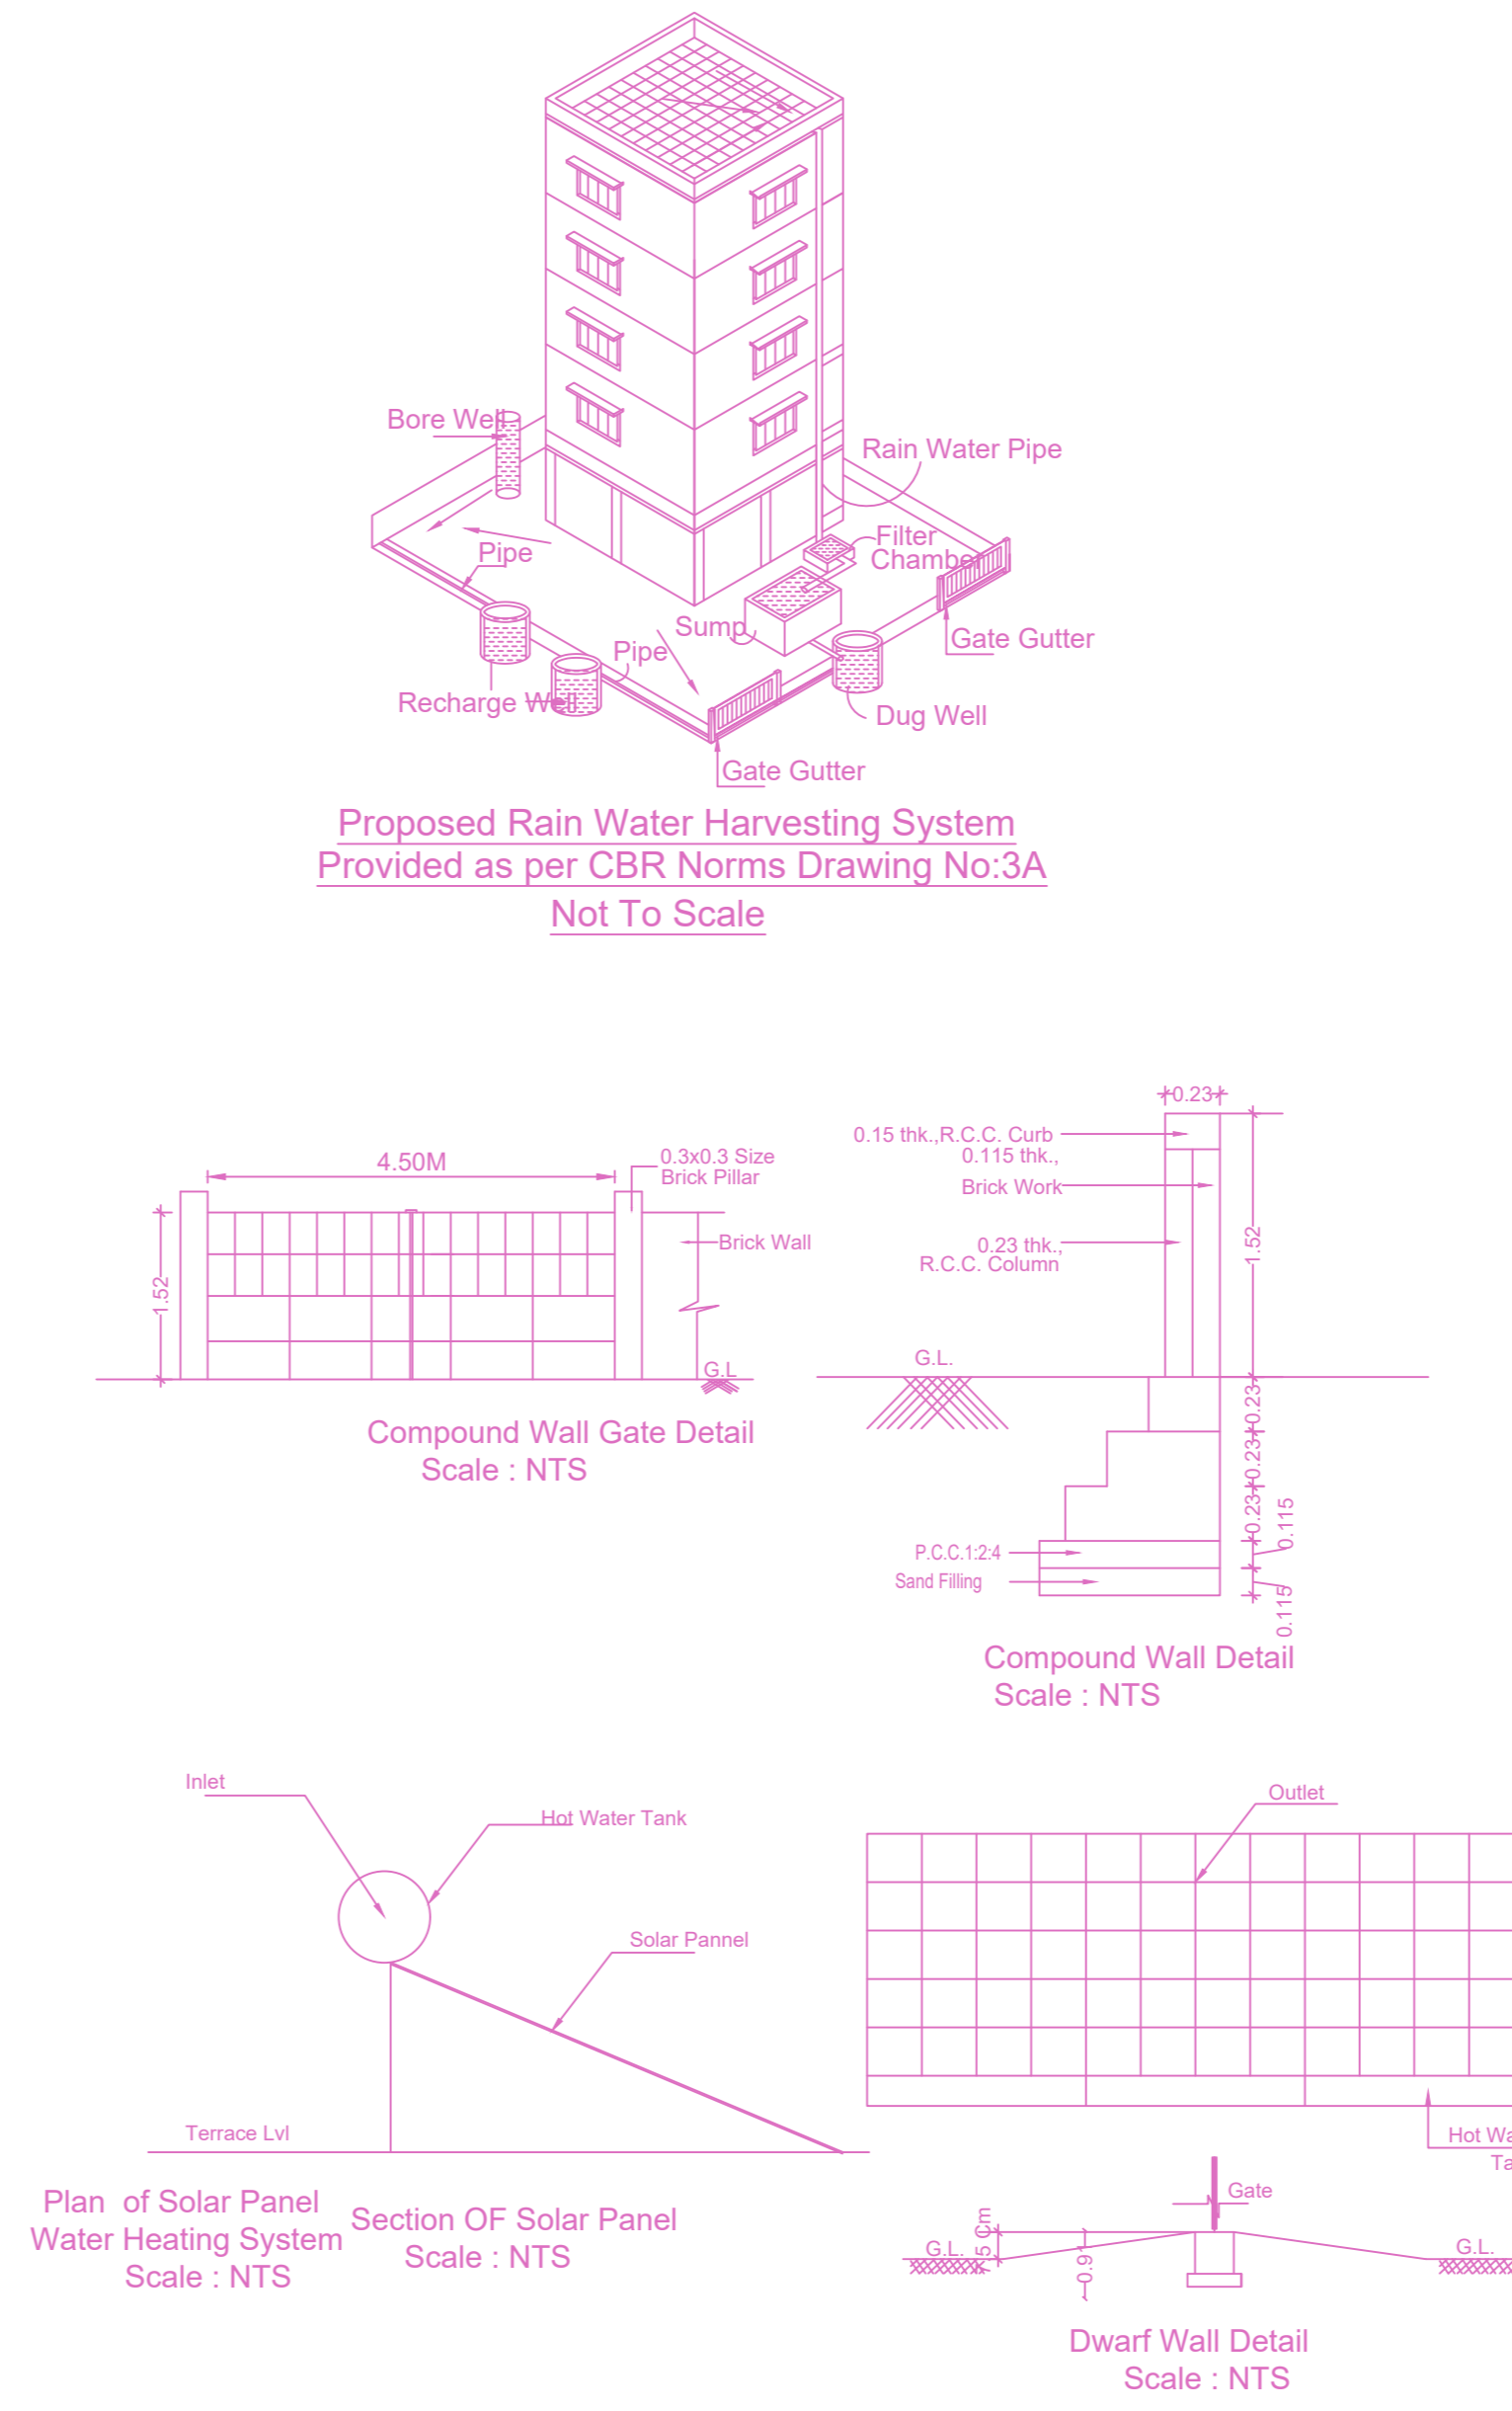 Bore Well
Rain Water Pipe
Filter
Chamber
Pipe
Sump
Pipe
Gate Gutter
Recharge Well
Dug Well
Gate Gutter
Proposed Rain Water Harvesting System
Provided as per CBR Norms Drawing No:3A
Not To Scale
4.50M
0.3x0.3 Size
Brick Pillar
Brick Wall
1.52
G.L
Compound Wall Gate Detail
Scale : NTS
0.23
0.15 thk.,R.C.C. Curb
0.115 thk.,
Brick Work
0.23 thk.,
R.C.C. Column
1.52
G.L.
0.23
0.23
0.23
0.115
P.C.C.1:2:4
Sand Filling
0.115
Compound Wall Detail
Scale : NTS
Inlet
Hot Water Tank
Solar Pannel
Terrace Lvl
Plan of Solar Panel
Water Heating System
Scale : NTS
Section OF Solar Panel
Scale : NTS
Outlet
Hot Wa
Ta
Gate
G.L.
5 Cm
0.9
G.L.
Dwarf Wall Detail
Scale : NTS